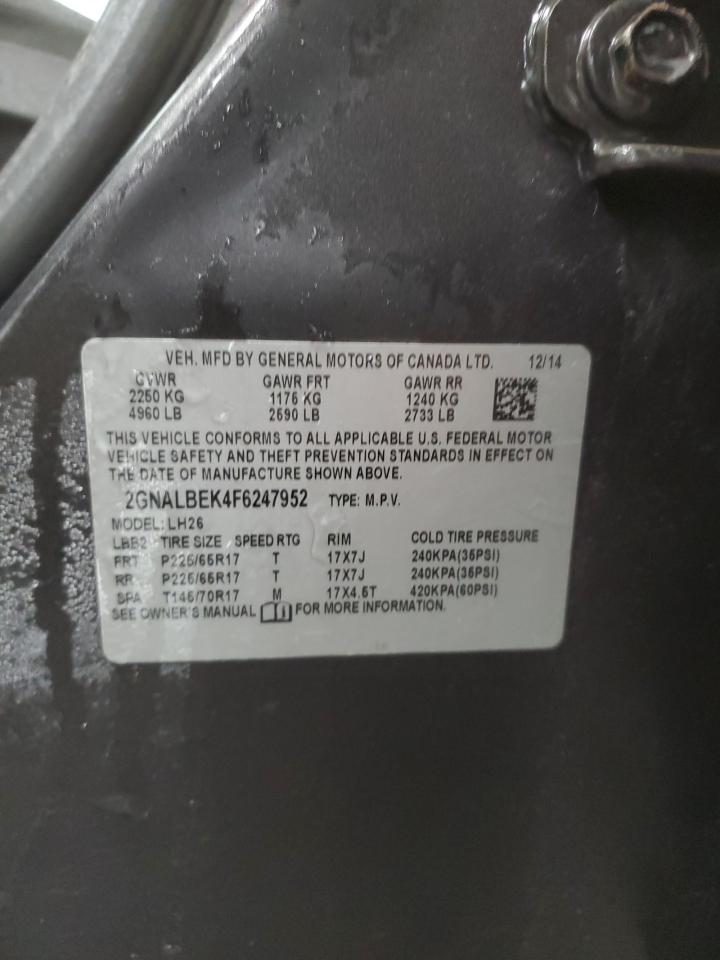 VEH. MFD BY GENERAL MOTORS OF CANADA LTD. 12/14
GVWR GAWR FRT GAWR RR
2250 KG 1176 KG 1240 KG
4960 LB 2590 LB 2733 LB
THIS VEHICLE CONFORMS TO ALL APPLICABLE U.S. FEDERAL MOTOR
VEHICLE SAFETY AND THEFT PREVENTION STANDARDS IN EFFECT ON
THE DATE OF MANUFACTURE SHOWN ABOVE.
2GNALBEK4F6247952 TYPE: M.P.V.
MODEL: LH26
LBB2 TIRE SIZE SPEED RTG RIM COLD TIRE PRESSURE
FRT P225/65R17 T 17X7J 240KPA(35PSI)
RR P225/65R17 T 17X7J 240KPA(35PSI)
SPA T145/70R17 M 17X4.5T 420KPA(60PSI)
SEE OWNER'S MANUAL FOR MORE INFORMATION.